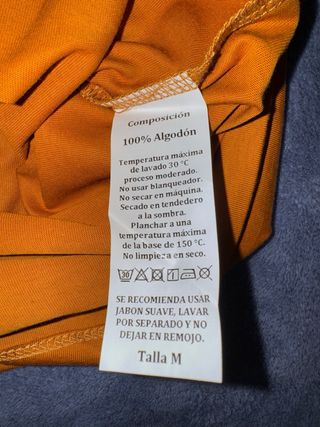 Composición
100% Algodón
Temperatura máxima
de lavado 30 °C
proceso moderado.
No usar blanqueador.
No secar en máquina.
Secado en tendedero
a la sombra.
Planchar a una
temperatura máxima
de la base de 150 °C.
No limpieza en seco.
30
SE RECOMIENDA USAR
JABON SUAVE, LAVAR
POR SEPARADO Y NO
DEJAR EN REMOJO.
Talla M